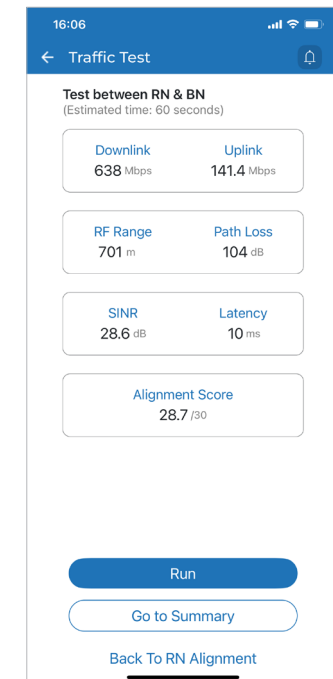 16:06
Traffic Test
Test between RN & BN
(Estimated time: 60 seconds)
Downlink Uplink
638 Mbps 141.4 Mbps
RF Range Path Loss
701 m 104 dB
SINR Latency
28.6 dB 10 ms
Alignment Score
28.7 /30
Run
Go to Summary
Back To RN Alignment